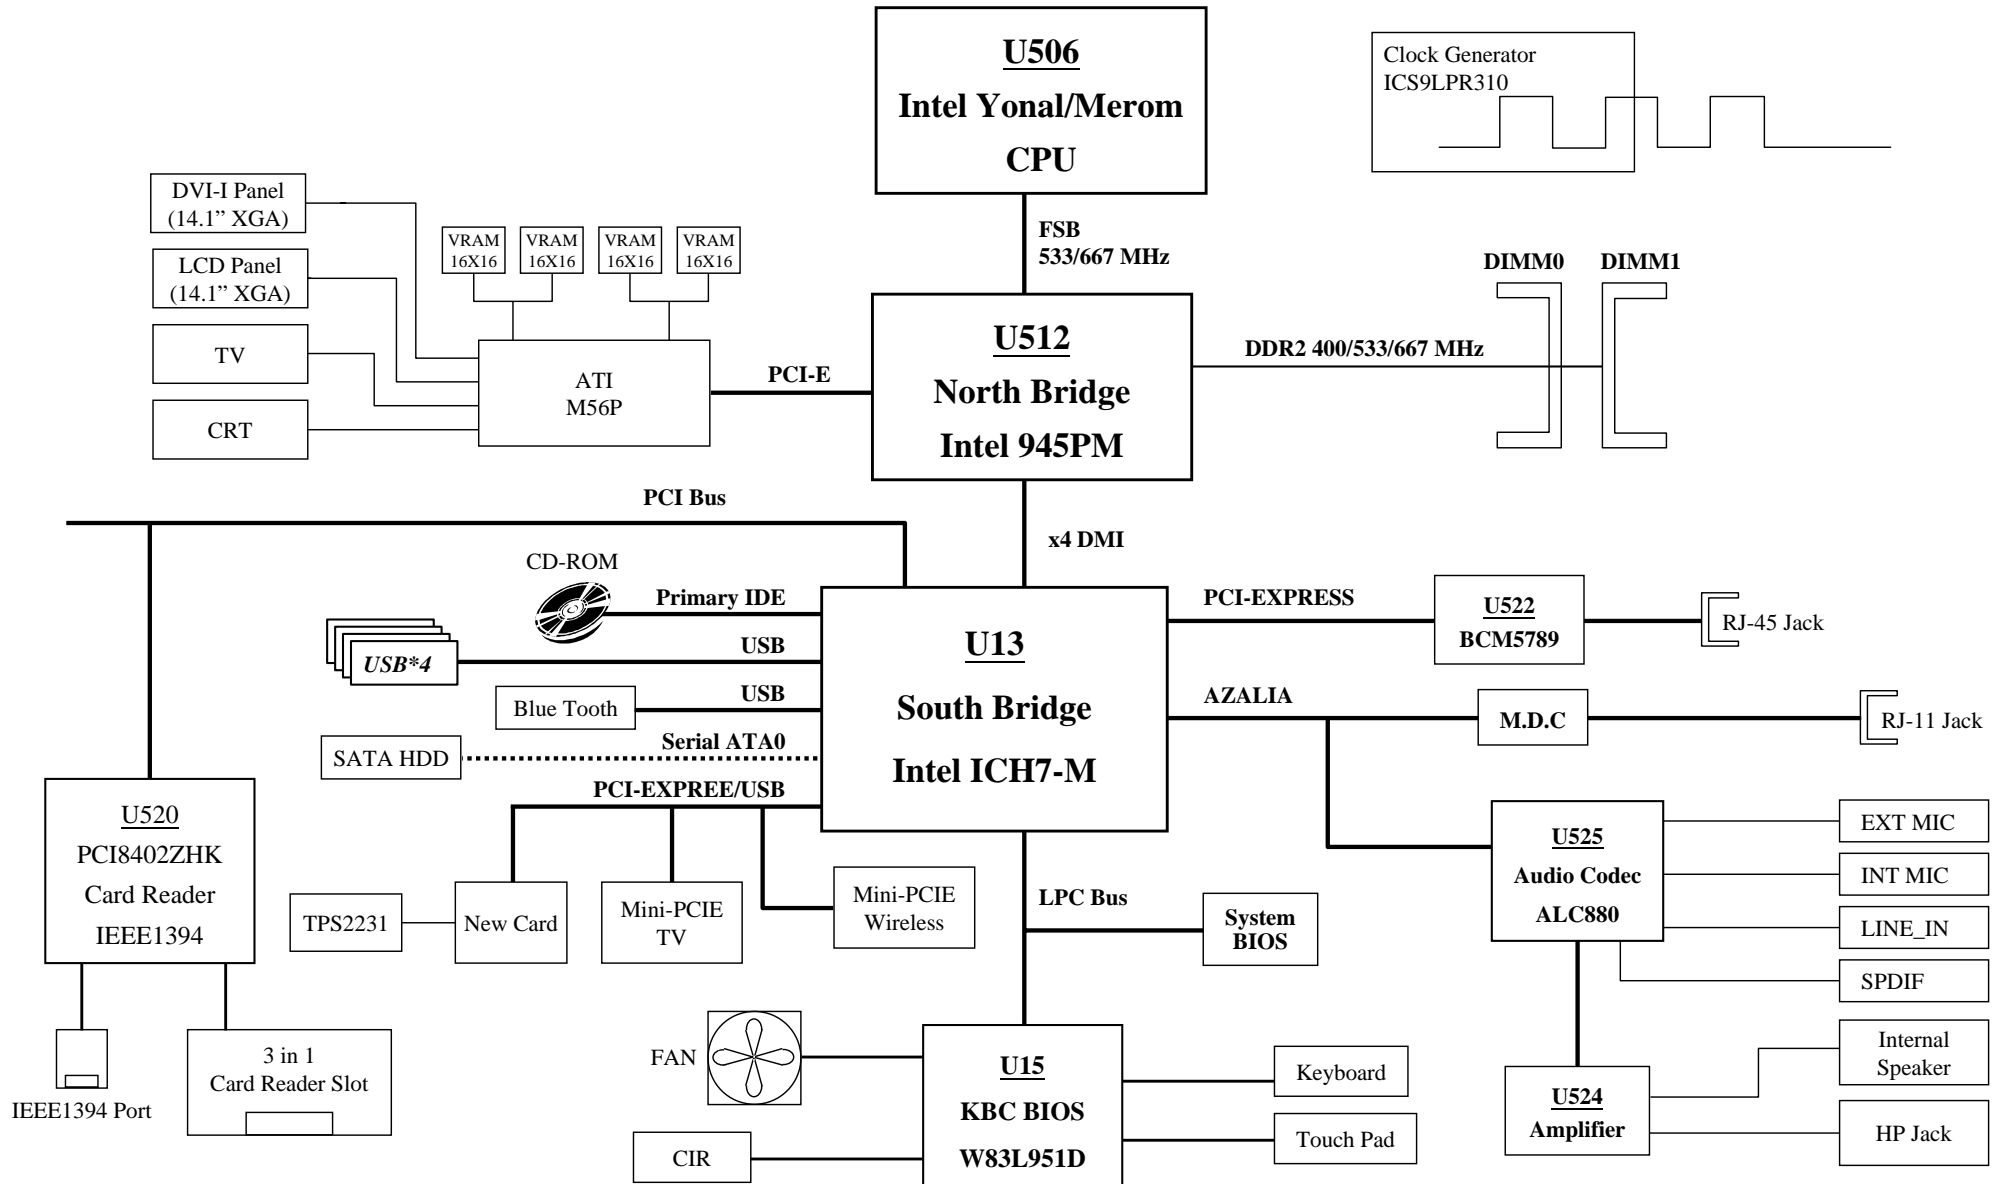 U506
Intel Yonal/Merom
CPU
Clock Generator
ICS9LPR310
DVI-I Panel
(14.1” XGA)
LCD Panel
(14.1” XGA)
TV
CRT
VRAM
16X16
VRAM
16X16
VRAM
16X16
VRAM
16X16
ATI
M56P
PCI-E
FSB
533/667 MHz
U512
North Bridge
Intel 945PM
DDR2 400/533/667 MHz
DIMM0
DIMM1
PCI Bus
x4 DMI
CD-ROM
Primary IDE
USB*4
USB
Blue Tooth
USB
SATA HDD
Serial ATA0
PCI-EXPREE/USB
U13
South Bridge
Intel ICH7-M
PCI-EXPRESS
U522
BCM5789
RJ-45 Jack
AZALIA
M.D.C
RJ-11 Jack
U520
PCI8402ZHK
Card Reader
IEEE1394
TPS2231
New Card
Mini-PCIE
TV
Mini-PCIE
Wireless
LPC Bus
System
BIOS
U525
Audio Codec
ALC880
EXT MIC
INT MIC
LINE_IN
SPDIF
IEEE1394 Port
3 in 1
Card Reader Slot
FAN
CIR
U15
KBC BIOS
W83L951D
Keyboard
Touch Pad
U524
Amplifier
Internal
Speaker
HP Jack